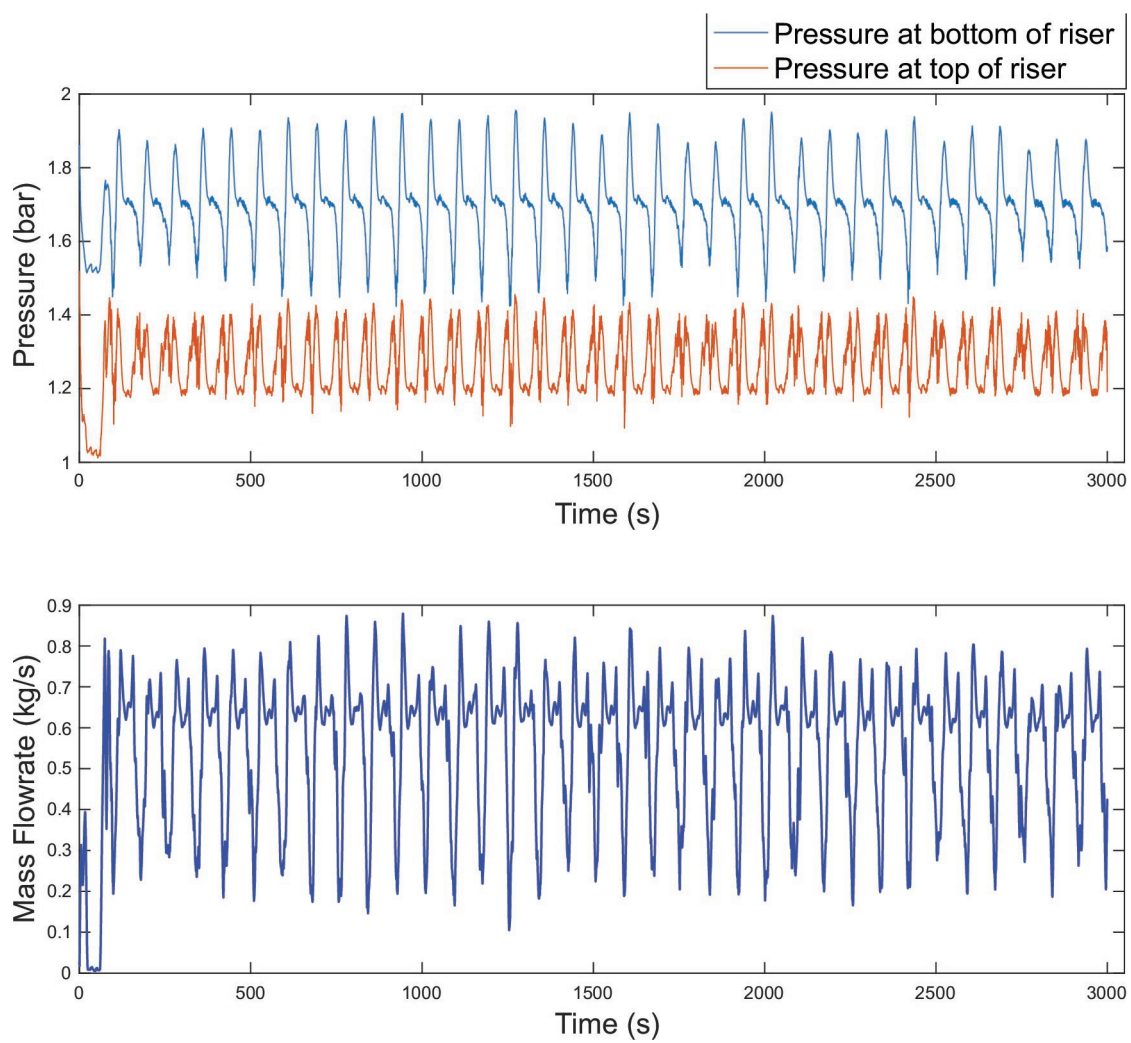 Pressure at bottom of riser
Pressure at top of riser
2
1.8
1.6
1.4
1.2
1
Pressure (bar)
0 500 1000 1500 2000 2500 3000
Time (s)
0.9
0.8
0.7
0.6
0.5
0.4
0.3
0.2
0.1
0
Mass Flowrate (kg/s)
0 500 1000 1500 2000 2500 3000
Time (s)